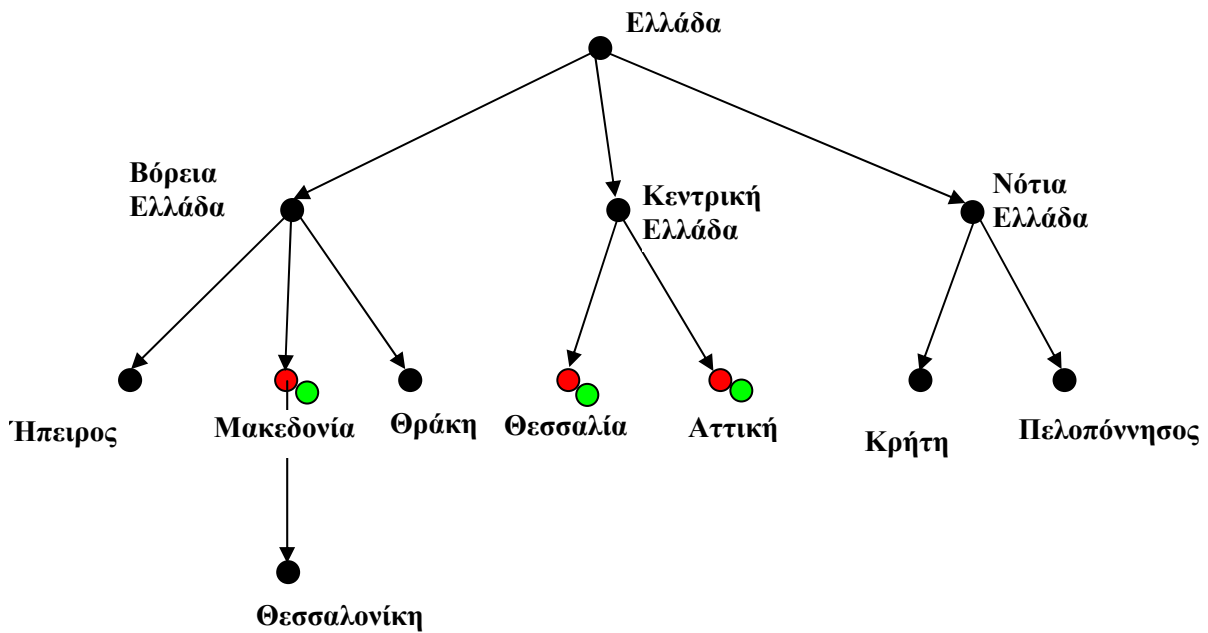 Ελλάδα
Βόρεια
Ελλάδα
Κεντρική
Ελλάδα
Νότια
Ελλάδα
Ήπειρος
Μακεδονία
Θράκη
Θεσσαλία
Αττική
Κρήτη
Πελοπόννησος
Θεσσαλονίκη